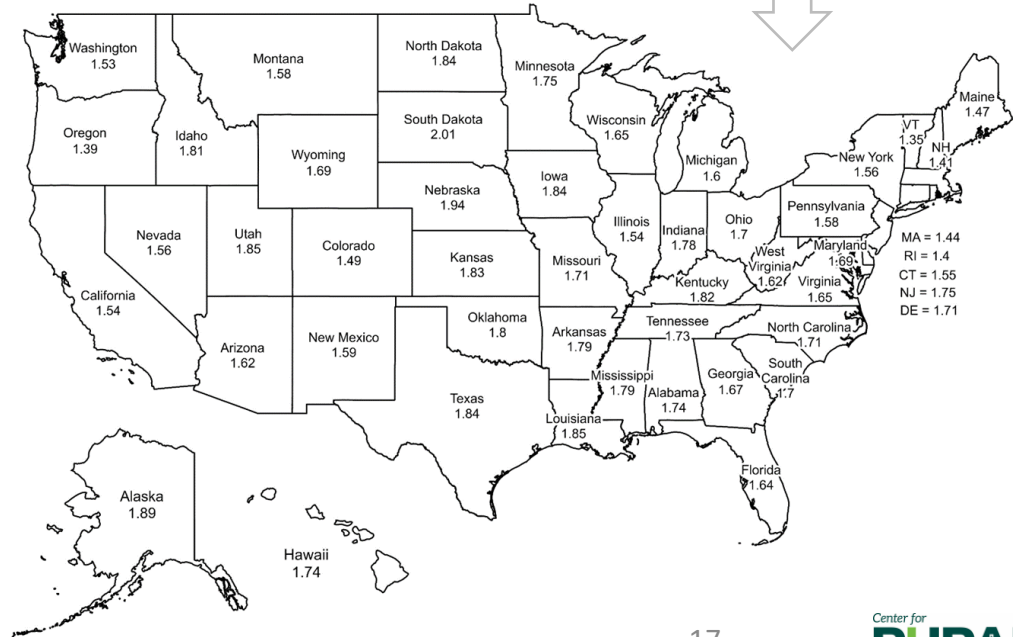 Washington
1.53
Montana
1.58
North Dakota
1.84
Minnesota
1.75
Maine
1.47
Oregon
1.39
Idaho
1.81
Wyoming
1.69
South Dakota
2.01
Wisconsin
1.65
Michigan
1.6
New York
1.56
VT
1.35
NH
1.41
Nevada
1.56
Utah
1.85
Colorado
1.49
Nebraska
1.94
Iowa
1.84
Illinois
1.54
Indiana
1.78
Ohio
1.7
Pennsylvania
1.58
MA = 1.44
RI = 1.4
CT = 1.55
NJ = 1.75
DE = 1.71
California
1.54
Kansas
1.83
Missouri
1.71
Kentucky
1.82
West
Virginia
1.62
Maryland
1.69
Virginia
1.65
Arizona
1.62
New Mexico
1.59
Oklahoma
1.8
Arkansas
1.79
Tennessee
1.73
North Carolina
1.71
Texas
1.84
Louisiana
1.85
Mississippi
1.79
Alabama
1.74
Georgia
1.67
South
Carolina
1.7
Florida
1.64
Alaska
1.89
Hawaii
1.74
Center for